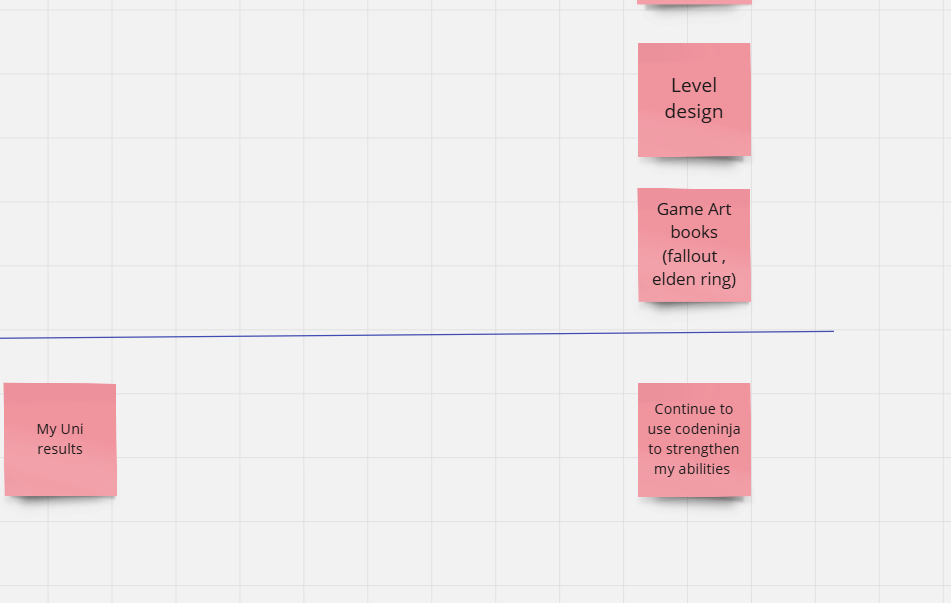 Level
design
Game Art
books
(fallout ,
elden ring)
My Uni
results
Continue to
use codeninja
to strengthen
my abilities